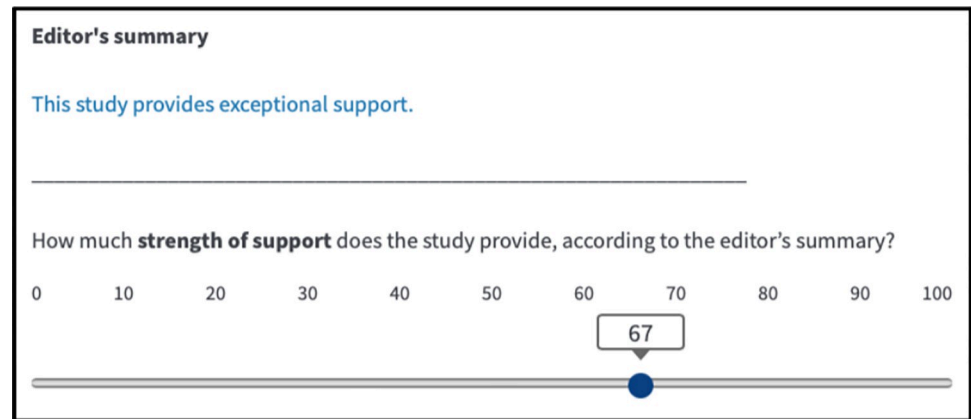 Editor's summary
This study provides exceptional support.
How much strength of support does the study provide, according to the editor’s summary?
0 10 20 30 40 50 60 70 80 90 100
67